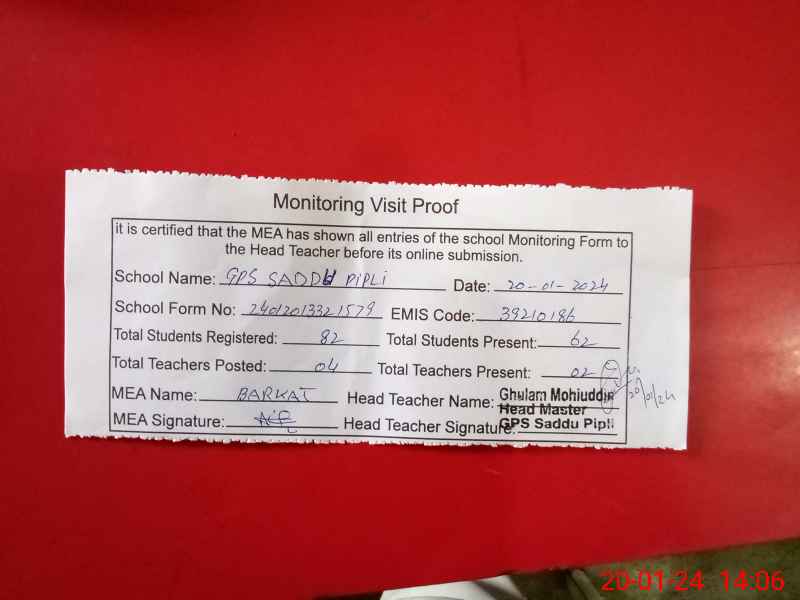 Monitoring Visit Proof
it is certified that the MEA has shown all entries of the school Monitoring Form to
the Head Teacher before its online submission.
School Name: GPS SADDU PIPLI Date: 20-01-2024
School Form No: 24012013321579 EMIS Code: 39210186
Total Students Registered: 82 Total Students Present: 62
Total Teachers Posted: 04 Total Teachers Present: 02
MEA Name: BARKAT Head Teacher Name: Ghulam Mohiuddin
Head Master
MEA Signature: Head Teacher Signature: GPS Saddu Pipli
20/01/24
20-01-24 14:06